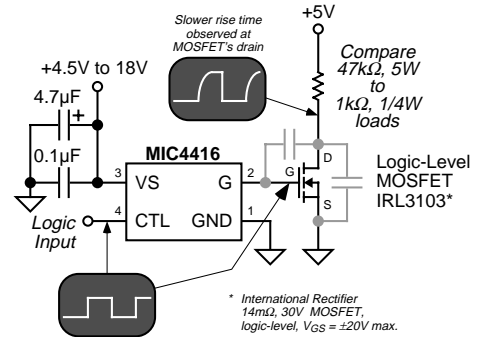 Slower rise time
observed at
MOSFET's drain
+5V
+4.5V to 18V
Compare
47kΩ, 5W
to
1kΩ, 1/4W
loads
4.7µF
+
0.1µF
MIC4416
3
VS
G
2
4
CTL
GND
1
Logic
Input
G
D
S
Logic-Level
MOSFET
IRL3103*
* International Rectifier
14mΩ, 30V MOSFET,
logic-level, VGS = ±20V max.